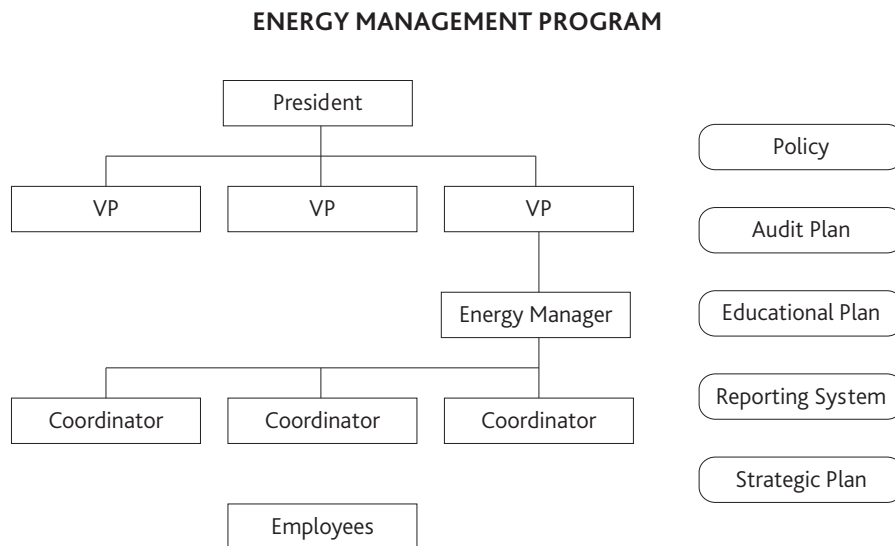 ENERGY MANAGEMENT PROGRAM
President
VP
VP
VP
Energy Manager
Coordinator
Coordinator
Coordinator
Employees
Policy
Audit Plan
Educational Plan
Reporting System
Strategic Plan